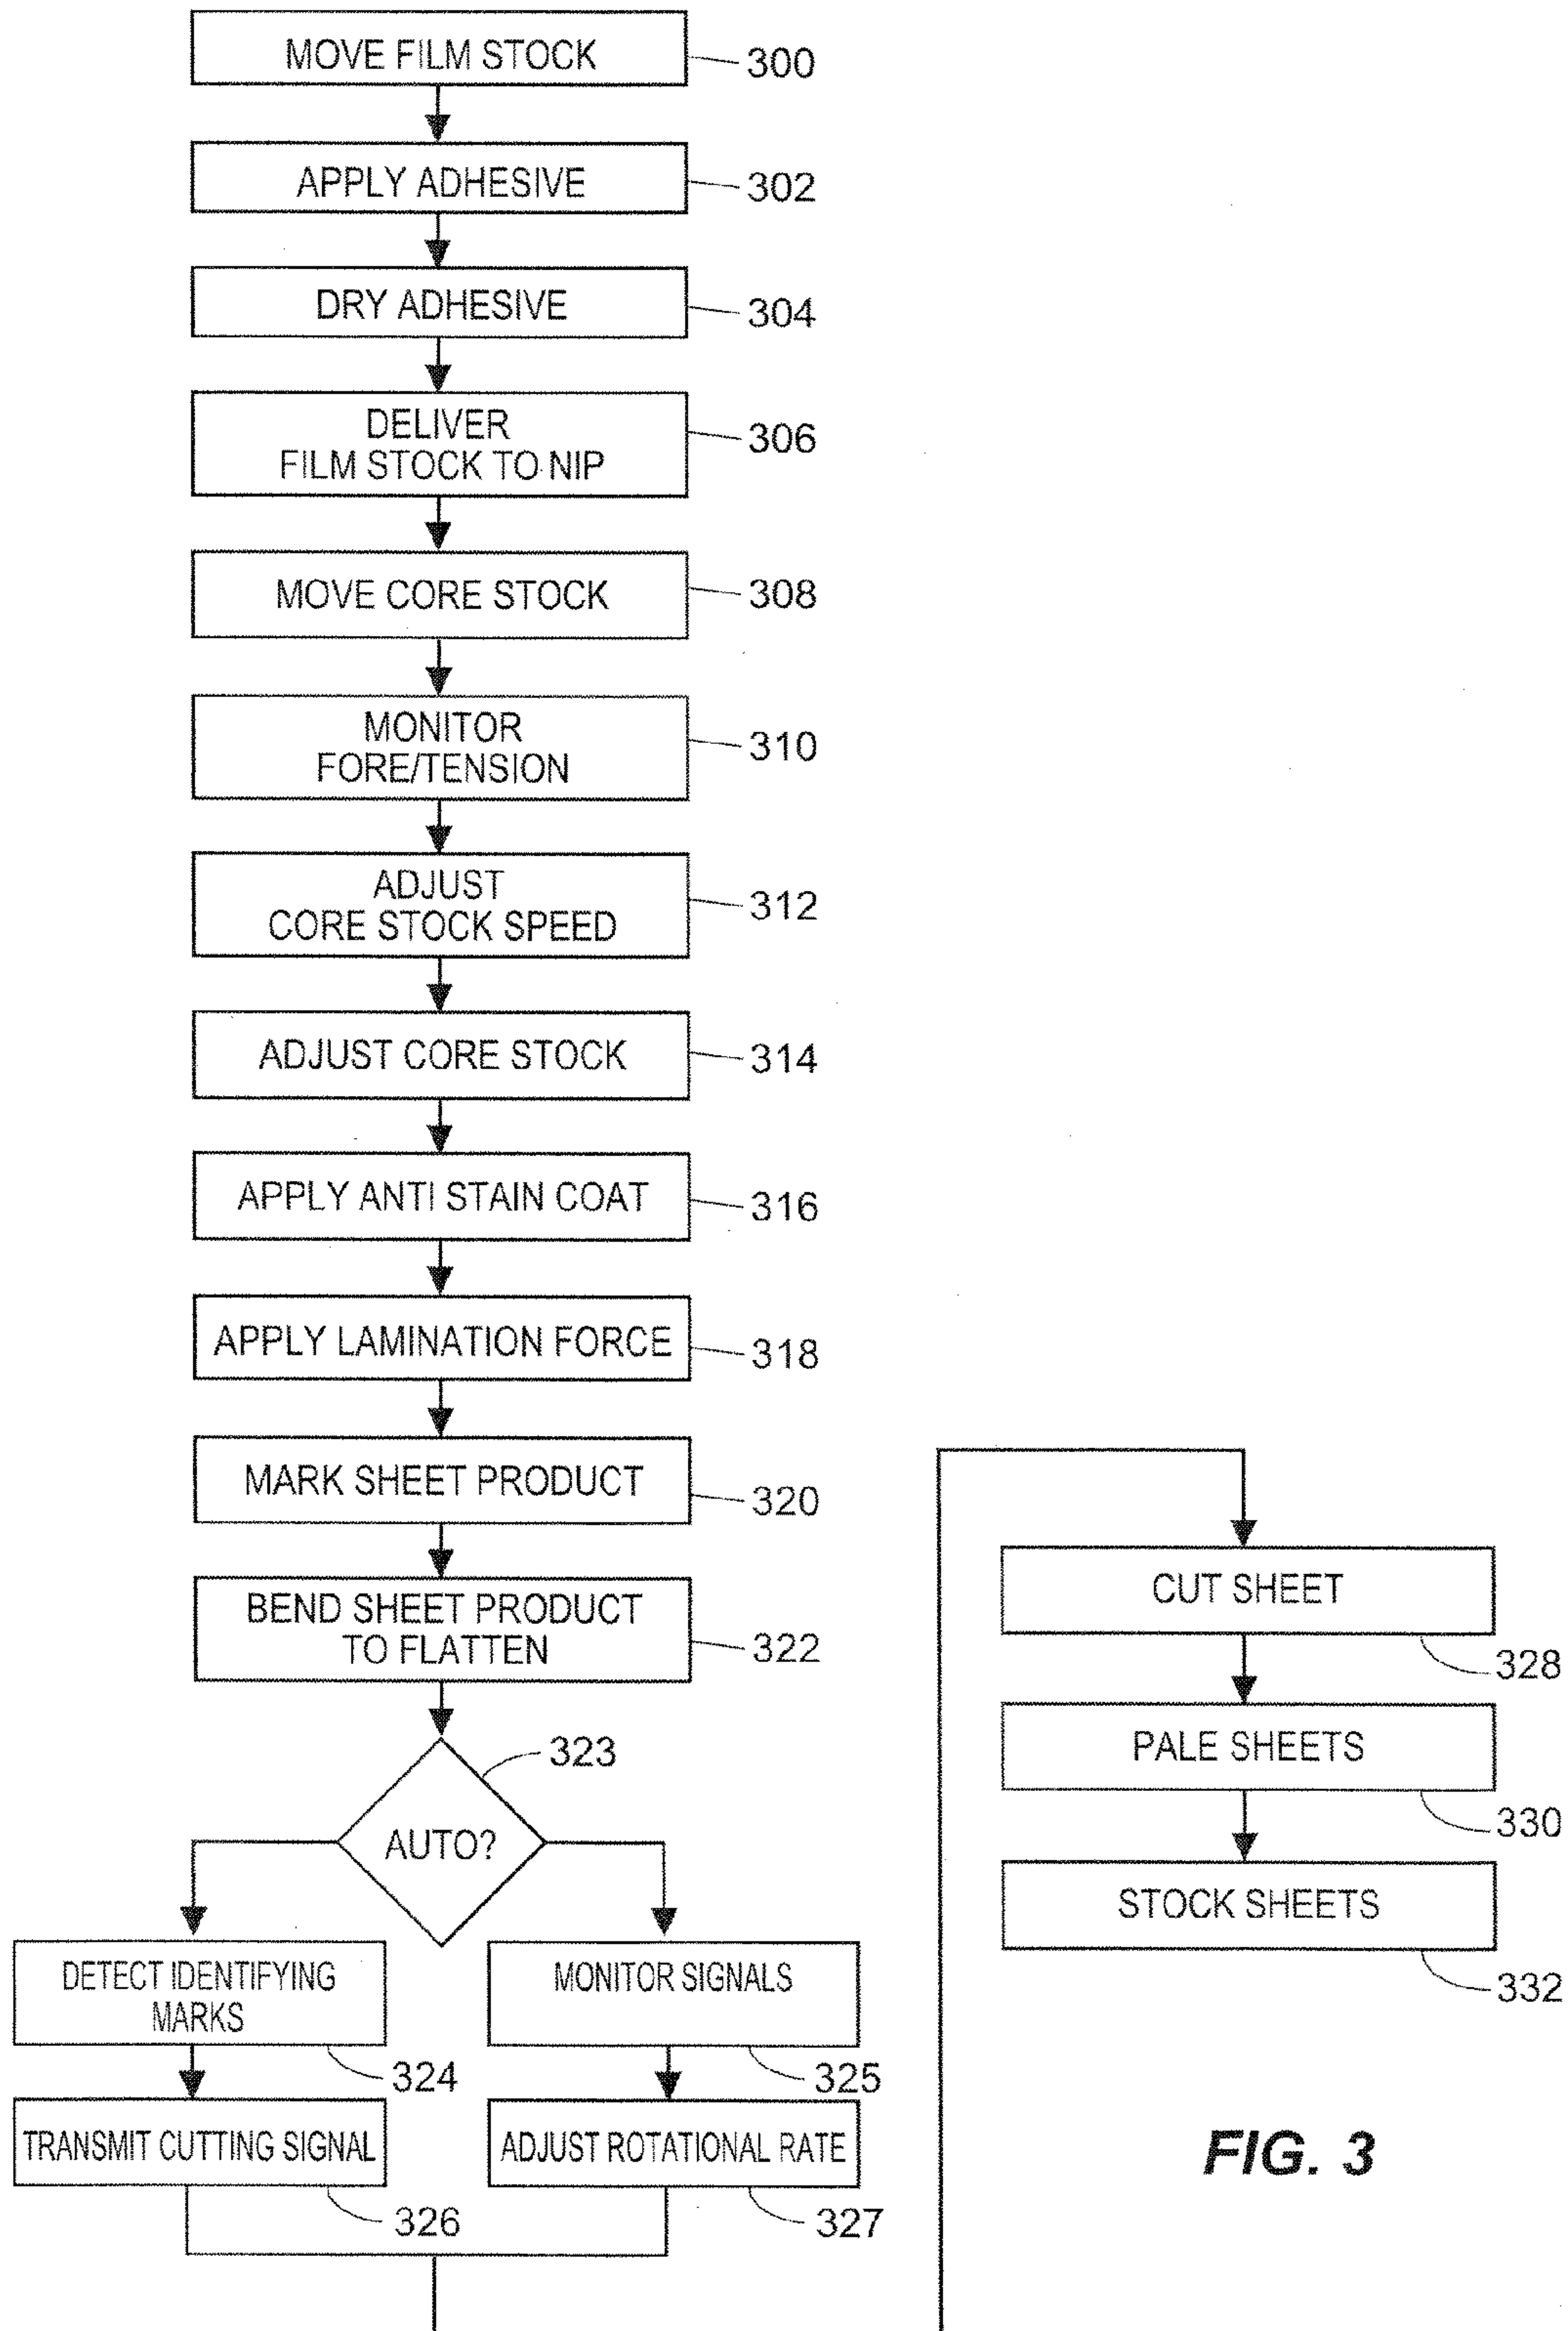 MOVE FILM STOCK
300
APPLY ADHESIVE
302
DRY ADHESIVE
304
DELIVER
FILM STOCK TO NIP
306
MOVE CORE STOCK
308
MONITOR
FORE/TENSION
310
ADJUST
CORE STOCK SPEED
312
ADJUST CORE STOCK
314
APPLY ANTI STAIN COAT
316
APPLY LAMINATION FORCE
318
MARK SHEET PRODUCT
320
BEND SHEET PRODUCT
TO FLATTEN
322
323
AUTO?
DETECT IDENTIFYING
MARKS
324
MONITOR SIGNALS
325
TRANSMIT CUTTING SIGNAL
326
ADJUST ROTATIONAL RATE
327
CUT SHEET
328
PALE SHEETS
330
STOCK SHEETS
332
FIG. 3